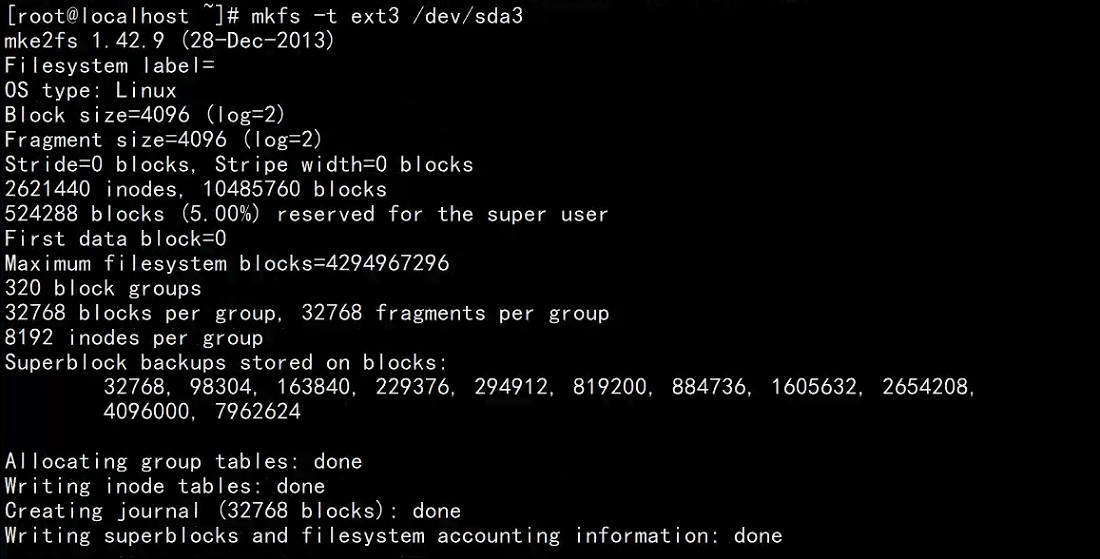 [root@localhost ~]# mkfs -t ext3 /dev/sda3
mke2fs 1.42.9 (28-Dec-2013)
Filesystem label=
OS type: Linux
Block size=4096 (log=2)
Fragment size=4096 (log=2)
Stride=0 blocks, Stripe width=0 blocks
2621440 inodes, 10485760 blocks
524288 blocks (5.00%) reserved for the super user
First data block=0
Maximum filesystem blocks=4294967296
320 block groups
32768 blocks per group, 32768 fragments per group
8192 inodes per group
Superblock backups stored on blocks:
32768, 98304, 163840, 229376, 294912, 819200, 884736, 1605632, 2654208,
4096000, 7962624
Allocating group tables: done
Writing inode tables: done
Creating journal (32768 blocks): done
Writing superblocks and filesystem accounting information: done